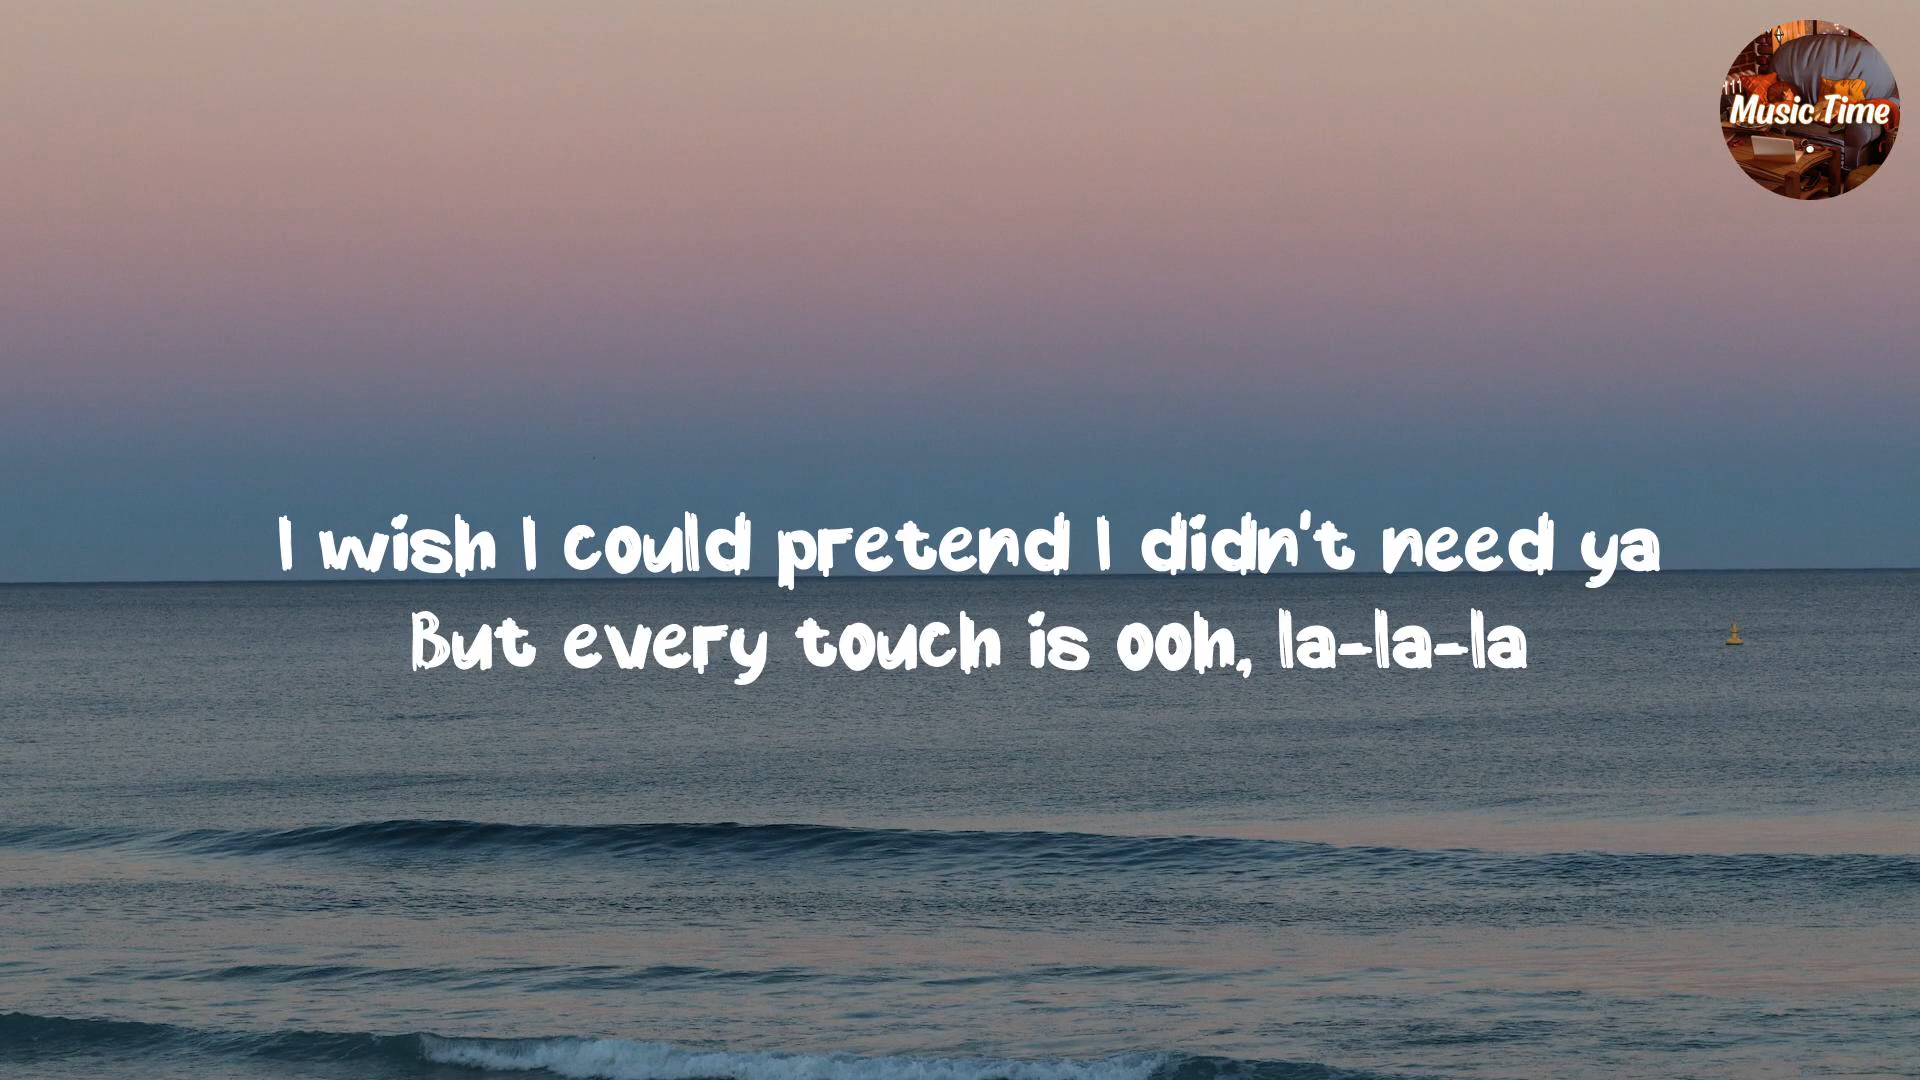 Music Time
I wish I could pretend I didn't need ya
But every touch is ooh, la-la-la